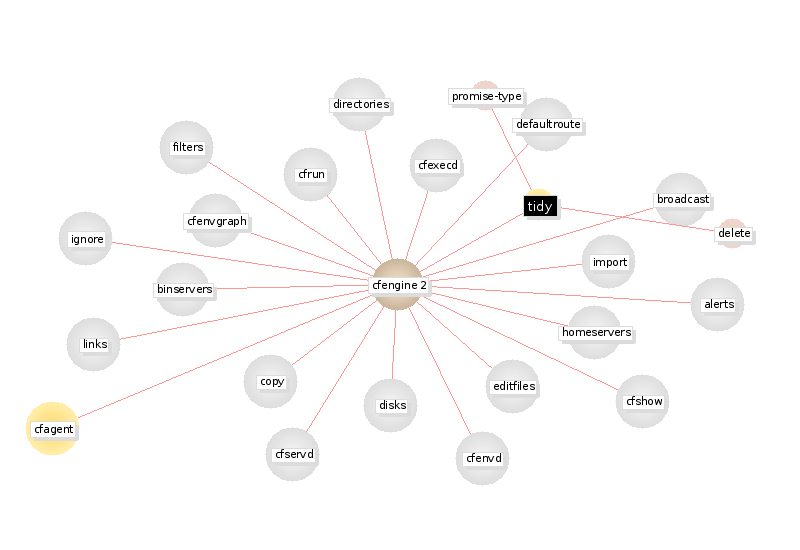 promise-type
directories
defaultroute
filters
cfexecd
cfrun
broadcast
tidy
cfenvgraph
delete
ignore
import
cfengine 2
binservers
alerts
homeservers
links
copy
editfiles
cfshow
disks
cfagent
cfservd
cfenvd